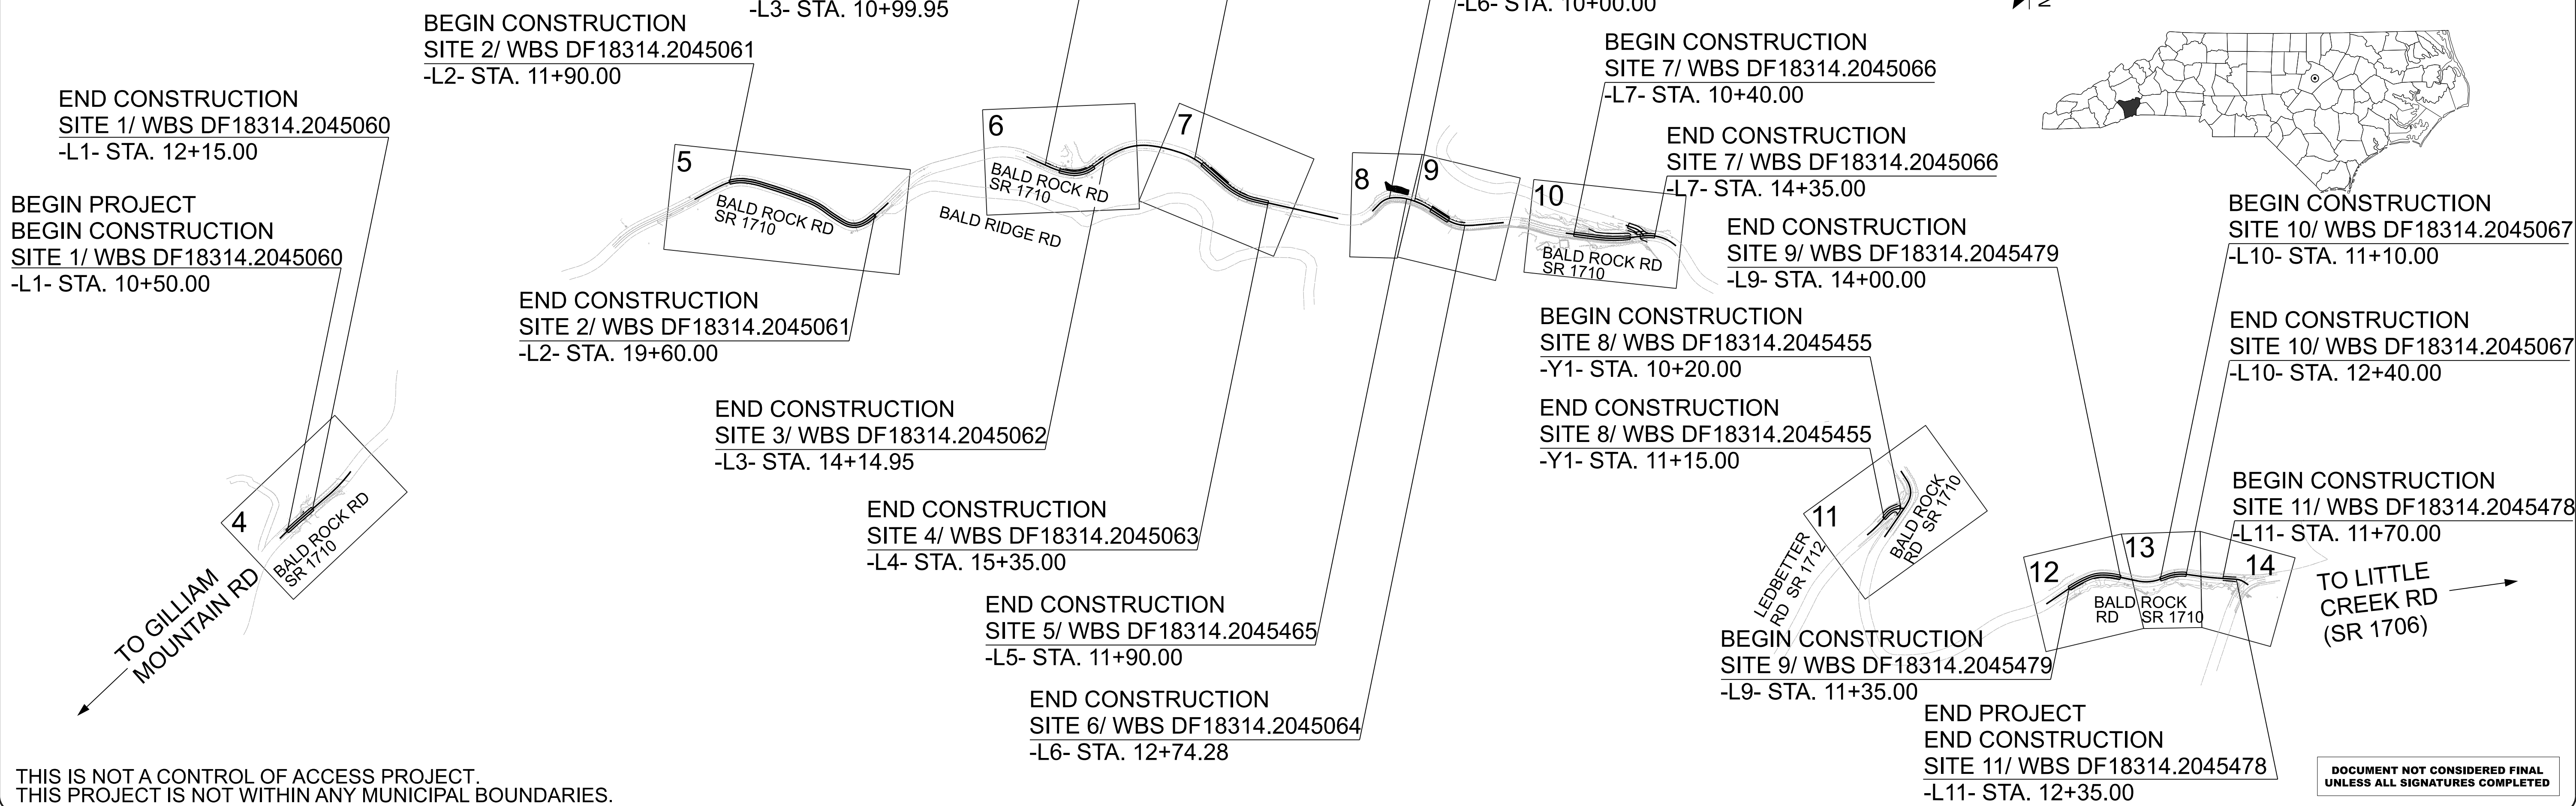 -L3- STA. 10+99.95
-L6- STA. 10+00.00
N
BEGIN CONSTRUCTION
SITE 2/ WBS DF18314.2045061
-L2- STA. 11+90.00
BEGIN CONSTRUCTION
SITE 7/ WBS DF18314.2045066
-L7- STA. 10+40.00
END CONSTRUCTION
SITE 1/ WBS DF18314.2045060
-L1- STA. 12+15.00
END CONSTRUCTION
SITE 7/ WBS DF18314.2045066
-L7- STA. 14+35.00
BEGIN PROJECT
BEGIN CONSTRUCTION
SITE 1/ WBS DF18314.2045060
-L1- STA. 10+50.00
5
BALD ROCK RD
SR 1710
6
BALD ROCK RD
SR 1710
BALD RIDGE RD
7
8
9
10
BALD ROCK RD
SR 1710
END CONSTRUCTION
SITE 9/ WBS DF18314.2045479
-L9- STA. 14+00.00
BEGIN CONSTRUCTION
SITE 10/ WBS DF18314.2045067
-L10- STA. 11+10.00
END CONSTRUCTION
SITE 2/ WBS DF18314.2045061
-L2- STA. 19+60.00
BEGIN CONSTRUCTION
SITE 8/ WBS DF18314.2045455
-Y1- STA. 10+20.00
END CONSTRUCTION
SITE 10/ WBS DF18314.2045067
-L10- STA. 12+40.00
END CONSTRUCTION
SITE 3/ WBS DF18314.2045062
-L3- STA. 14+14.95
END CONSTRUCTION
SITE 8/ WBS DF18314.2045455
-Y1- STA. 11+15.00
BEGIN CONSTRUCTION
SITE 11/ WBS DF18314.2045478
-L11- STA. 11+70.00
4
BALD ROCK RD
SR 1710
TO GILLIAM
MOUNTAIN RD
END CONSTRUCTION
SITE 4/ WBS DF18314.2045063
-L4- STA. 15+35.00
11
BALD ROCK
RD SR 1710
LEDBETTER
RD SR 1712
12
13
14
BALD ROCK
RD SR 1710
TO LITTLE
CREEK RD
(SR 1706)
END CONSTRUCTION
SITE 5/ WBS DF18314.2045465
-L5- STA. 11+90.00
BEGIN CONSTRUCTION
SITE 9/ WBS DF18314.2045479
-L9- STA. 11+35.00
END CONSTRUCTION
SITE 6/ WBS DF18314.2045064
-L6- STA. 12+74.28
END PROJECT
END CONSTRUCTION
SITE 11/ WBS DF18314.2045478
-L11- STA. 12+35.00
THIS IS NOT A CONTROL OF ACCESS PROJECT.
THIS PROJECT IS NOT WITHIN ANY MUNICIPAL BOUNDARIES.
DOCUMENT NOT CONSIDERED FINAL
UNLESS ALL SIGNATURES COMPLETED